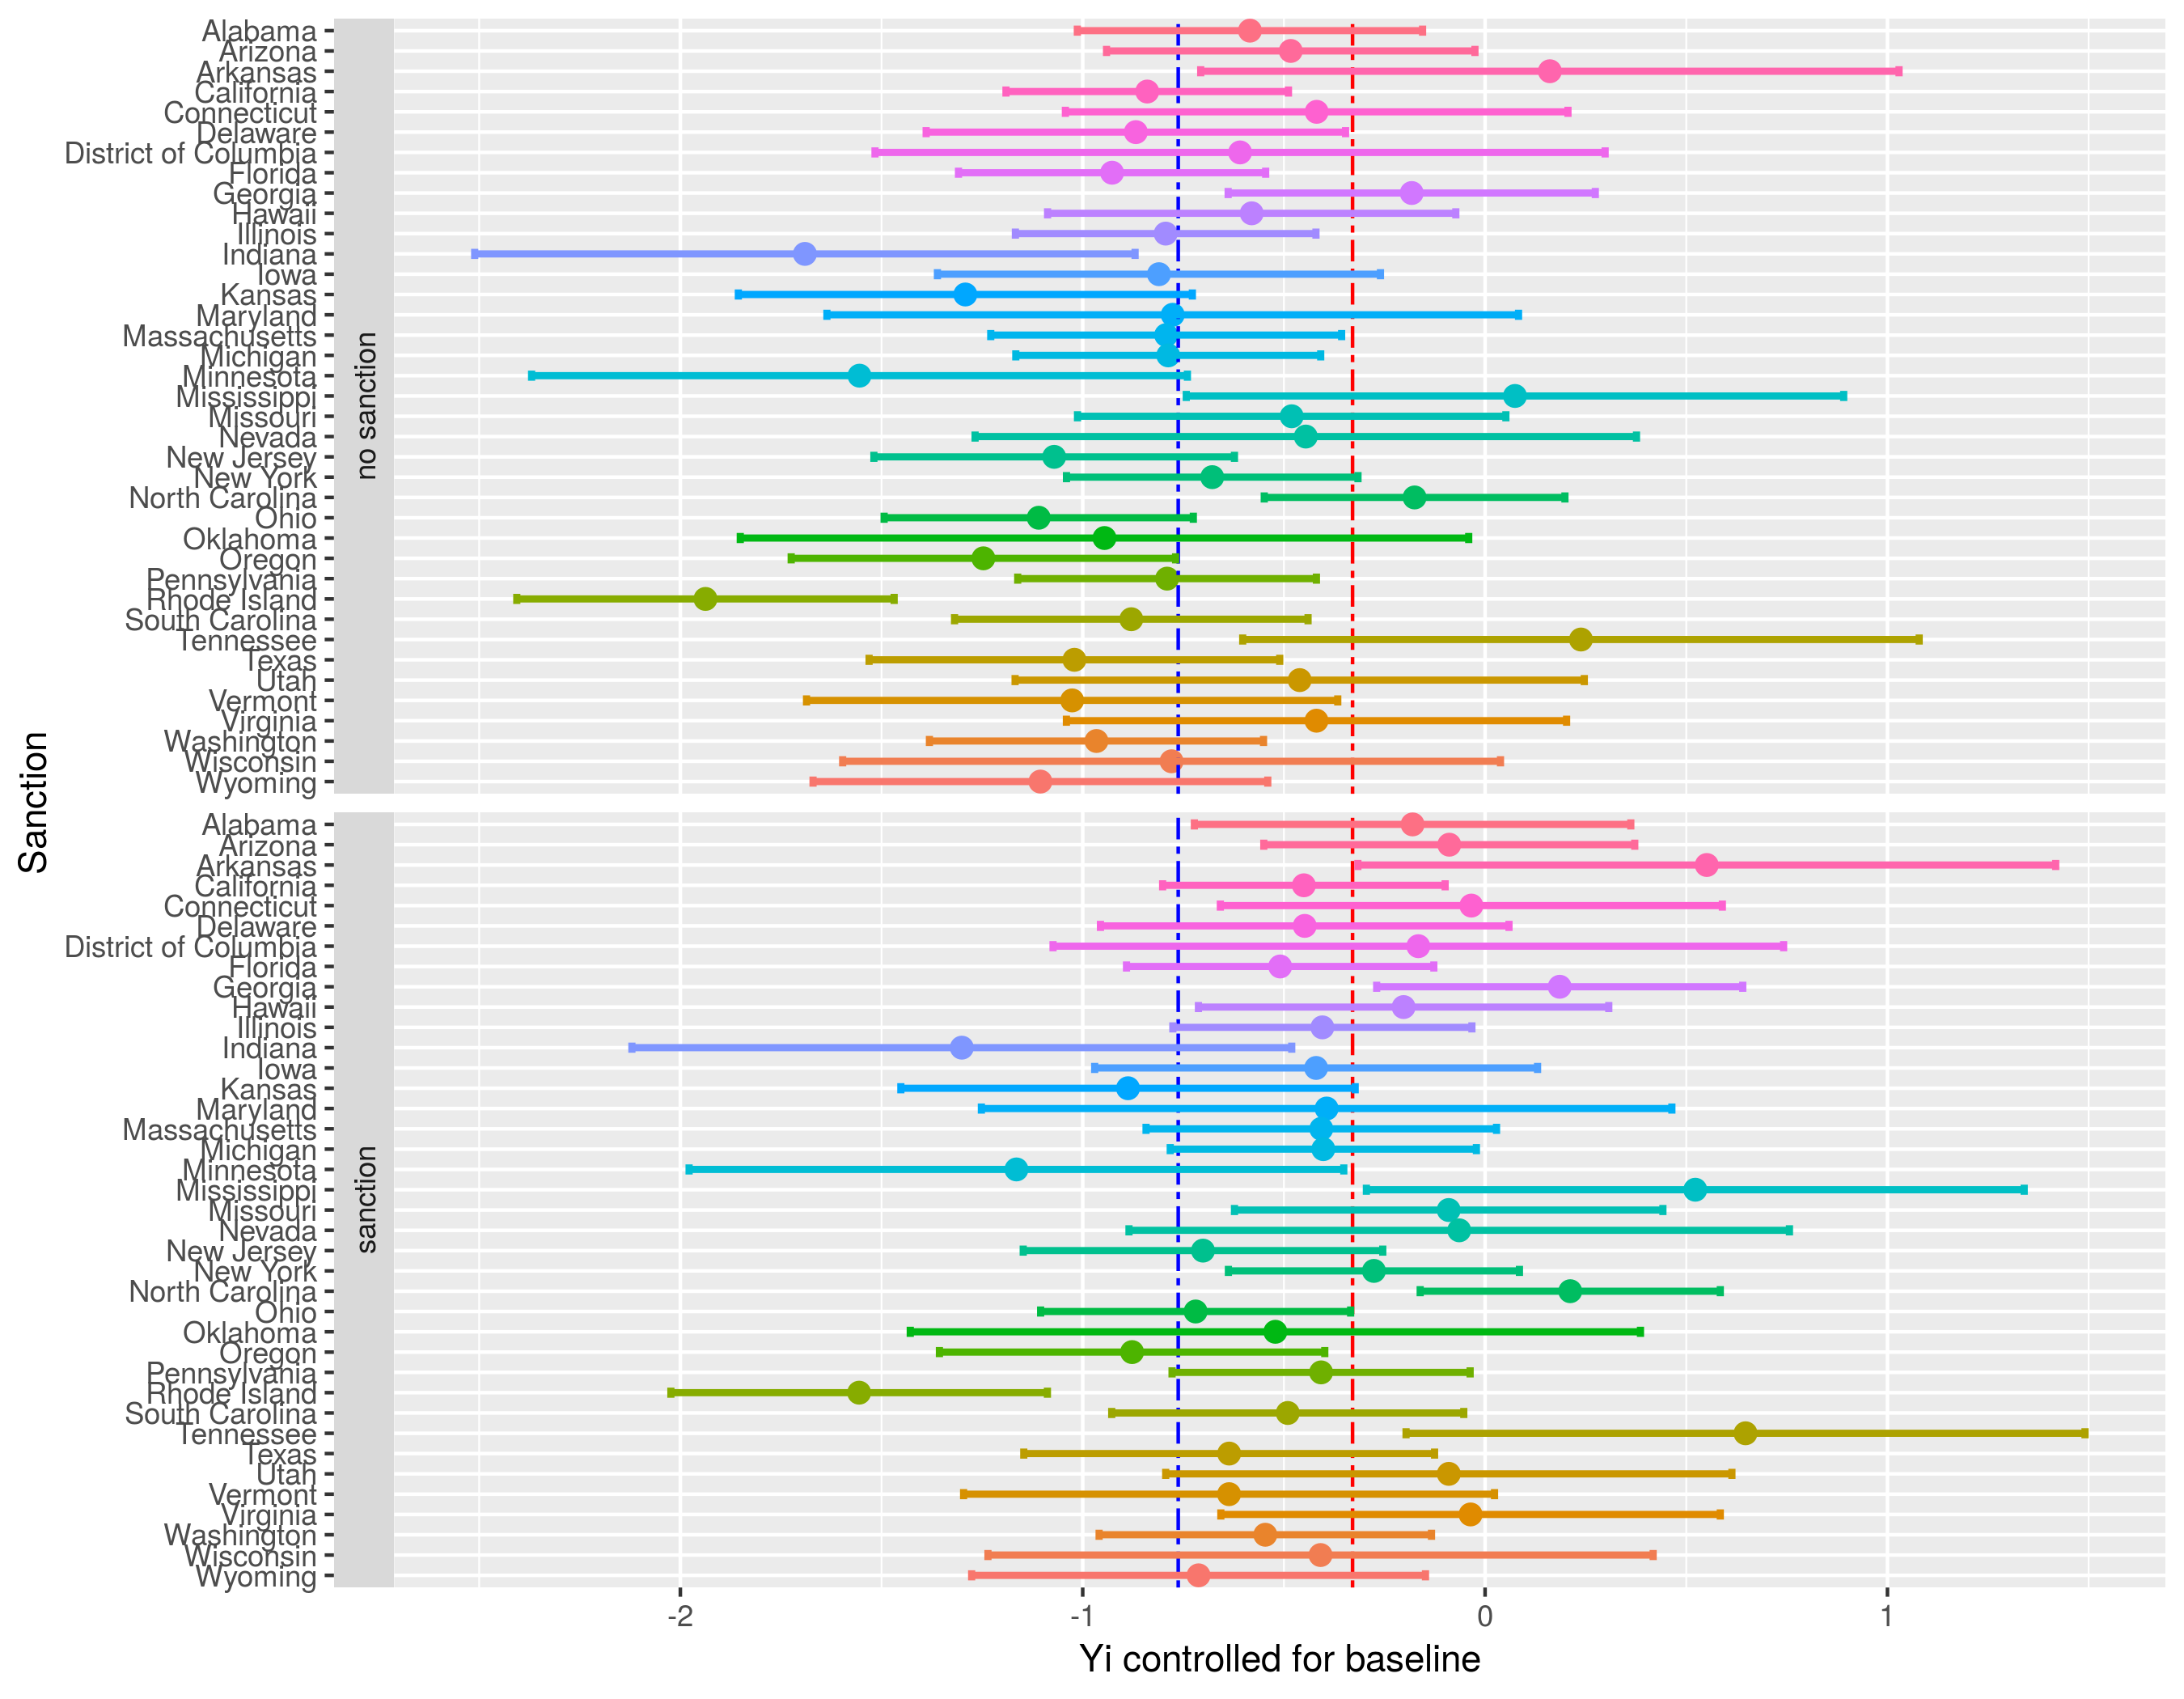 Sanction
no sanction
Alabama
Arizona
Arkansas
California
Connecticut
Delaware
District of Columbia
Florida
Georgia
Hawaii
Illinois
Indiana
Iowa
Kansas
Maryland
Massachusetts
Michigan
Minnesota
Mississippi
Missouri
Nevada
New Jersey
New York
North Carolina
Ohio
Oklahoma
Oregon
Pennsylvania
Rhode Island
South Carolina
Tennessee
Texas
Utah
Vermont
Virginia
Washington
Wisconsin
Wyoming
sanction
Alabama
Arizona
Arkansas
California
Connecticut
Delaware
District of Columbia
Florida
Georgia
Hawaii
Illinois
Indiana
Iowa
Kansas
Maryland
Massachusetts
Michigan
Minnesota
Mississippi
Missouri
Nevada
New Jersey
New York
North Carolina
Ohio
Oklahoma
Oregon
Pennsylvania
Rhode Island
South Carolina
Tennessee
Texas
Utah
Vermont
Virginia
Washington
Wisconsin
Wyoming
-2 -1 0 1
Yi controlled for baseline